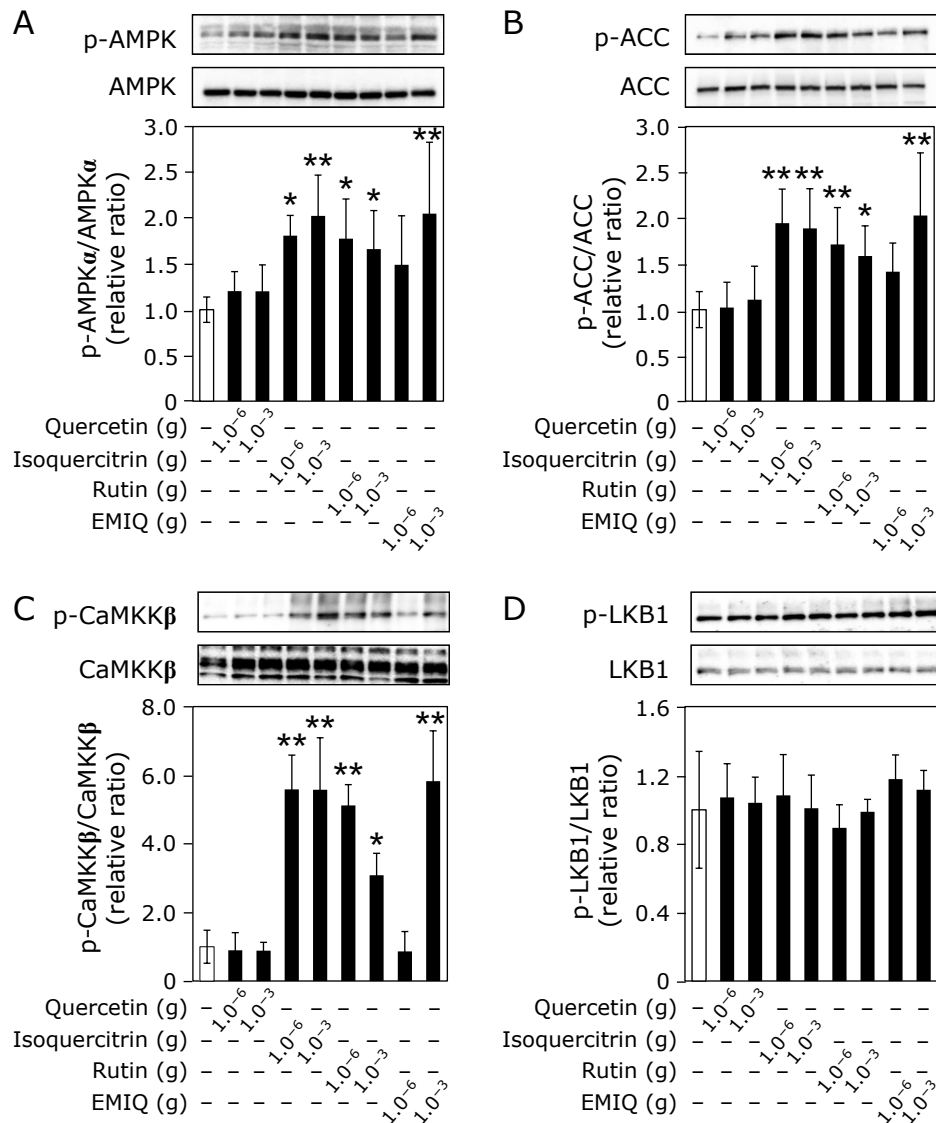 A
p-AMPK
AMPK
p-AMPKα/AMPKα
(relative ratio)
3.0
2.5
2.0
1.5
1.0
0.5
0
* ** * * **
Quercetin (g) – 1.0⁻⁶ 1.0⁻³ – – – – – –
Isoquercitrin (g) – – – 1.0⁻⁶ 1.0⁻³ – – – –
Rutin (g) – – – – – 1.0⁻⁶ 1.0⁻³ – –
EMIQ (g) – – – – – – – 1.0⁻⁶ 1.0⁻³
B
p-ACC
ACC
p-ACC/ACC
(relative ratio)
3.0
2.5
2.0
1.5
1.0
0.5
0
** ** ** * **
Quercetin (g) – 1.0⁻⁶ 1.0⁻³ – – – – – –
Isoquercitrin (g) – – – 1.0⁻⁶ 1.0⁻³ – – – –
Rutin (g) – – – – – 1.0⁻⁶ 1.0⁻³ – –
EMIQ (g) – – – – – – – 1.0⁻⁶ 1.0⁻³
C
p-CaMKKβ
CaMKKβ
p-CaMKKβ/CaMKKβ
(relative ratio)
8.0
6.0
4.0
2.0
0
** ** ** * **
Quercetin (g) – 1.0⁻⁶ 1.0⁻³ – – – – – –
Isoquercitrin (g) – – – 1.0⁻⁶ 1.0⁻³ – – – –
Rutin (g) – – – – – 1.0⁻⁶ 1.0⁻³ – –
EMIQ (g) – – – – – – – 1.0⁻⁶ 1.0⁻³
D
p-LKB1
LKB1
p-LKB1/LKB1
(relative ratio)
1.6
1.2
0.8
0.4
0
Quercetin (g) – 1.0⁻⁶ 1.0⁻³ – – – – – –
Isoquercitrin (g) – – – 1.0⁻⁶ 1.0⁻³ – – – –
Rutin (g) – – – – – 1.0⁻⁶ 1.0⁻³ – –
EMIQ (g) – – – – – – – 1.0⁻⁶ 1.0⁻³